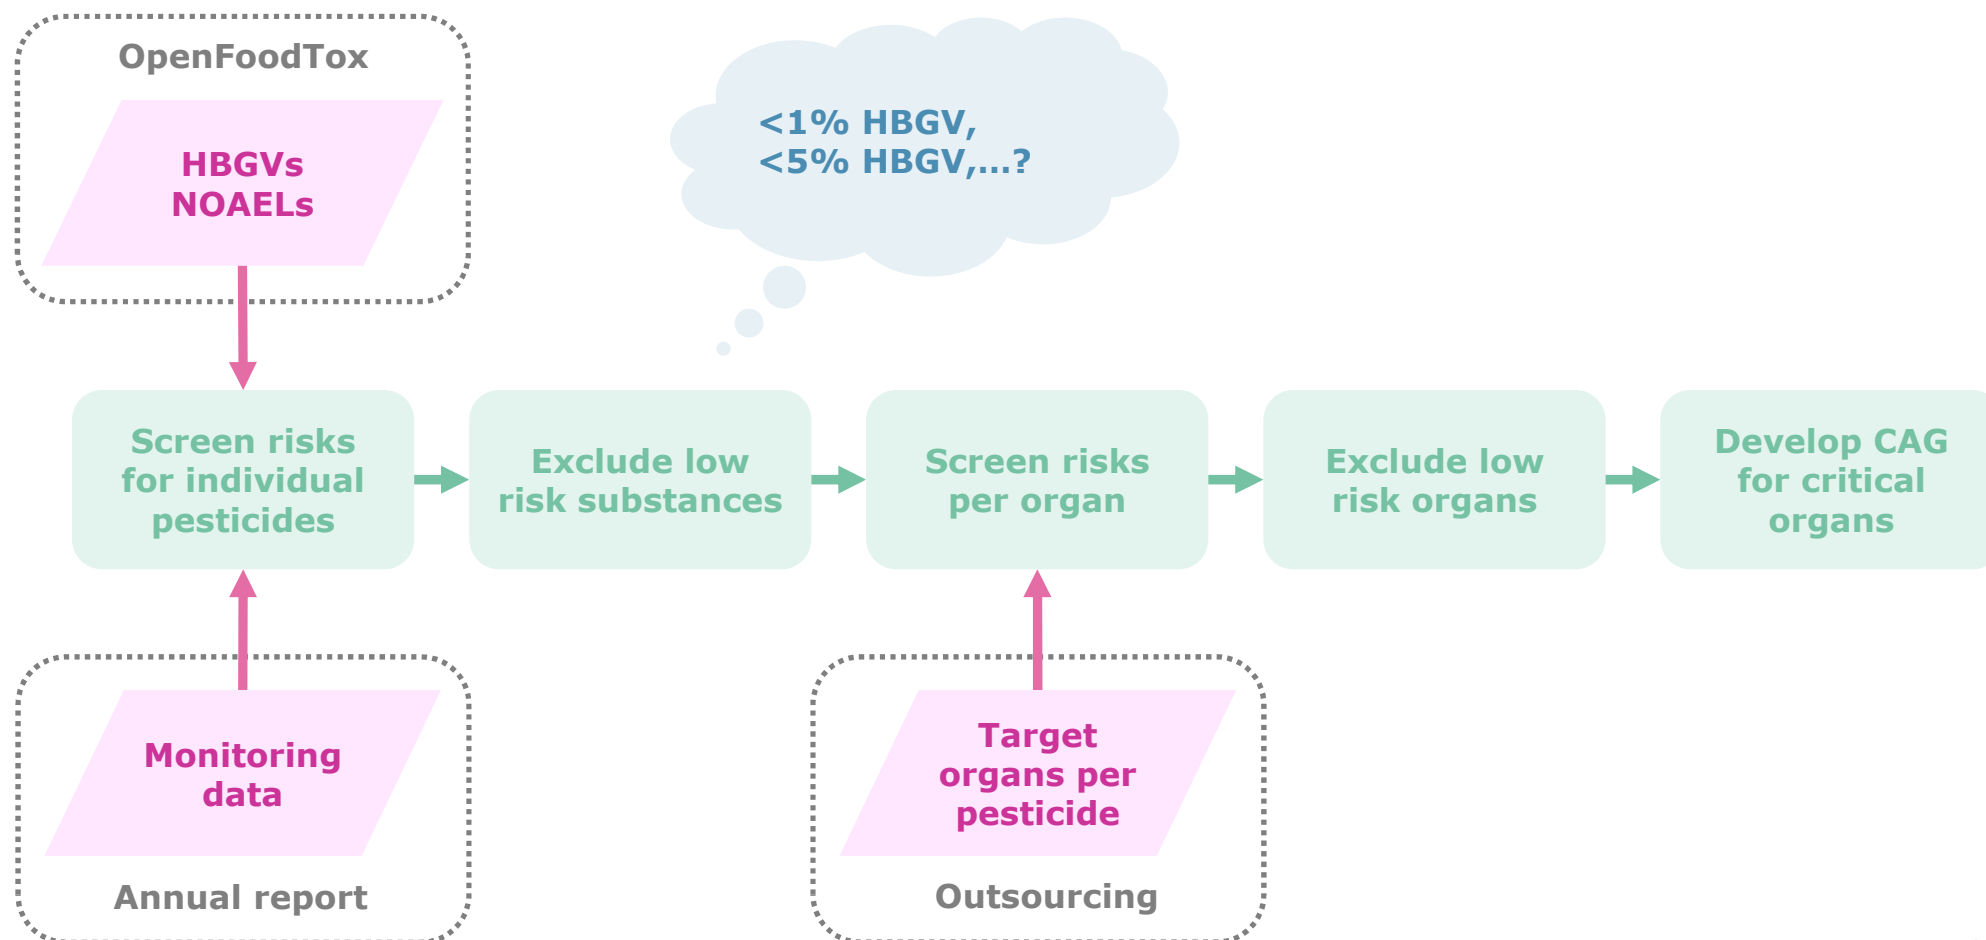 OpenFoodTox
HBGVs
NOAELs
<1% HBGV,
<5% HBGV,...?
Screen risks
for individual
pesticides
Exclude low
risk substances
Screen risks
per organ
Exclude low
risk organs
Develop CAG
for critical
organs
Monitoring
data
Annual report
Target
organs per
pesticide
Outsourcing